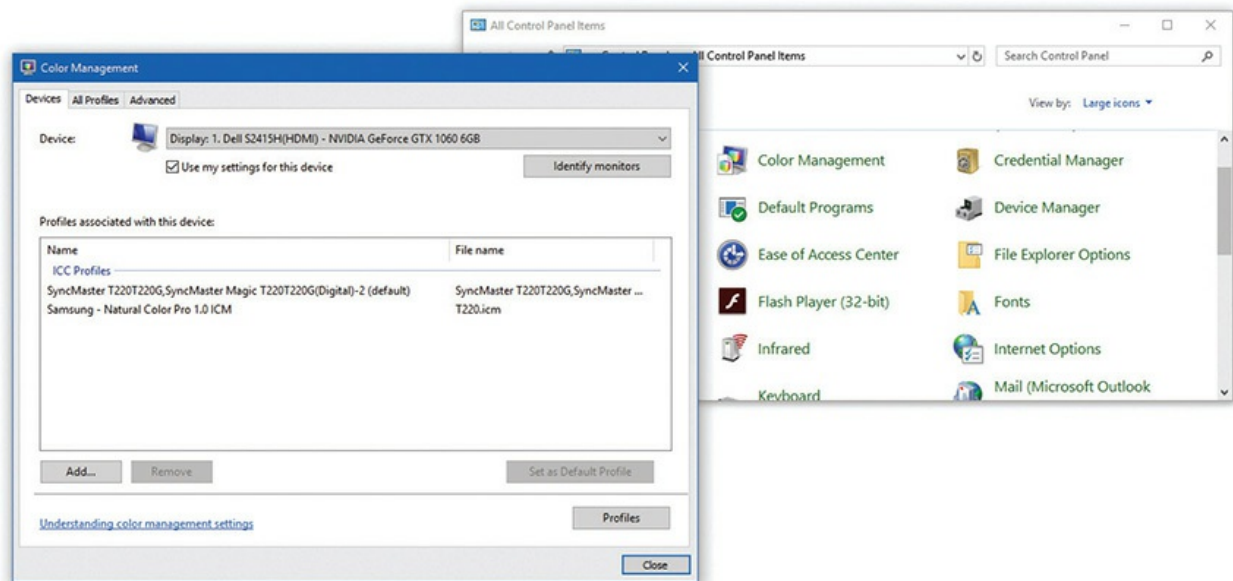 All Control Panel Items
All Control Panel Items
Search Control Panel
View by: Large icons
Color Management
Credential Manager
Default Programs
Device Manager
Ease of Access Center
File Explorer Options
Flash Player (32-bit)
Fonts
Infrared
Internet Options
Keyboard
Mail (Microsoft Outlook
Color Management
Devices All Profiles Advanced
Device: Display: 1. Dell S2415H(HDMI) - NVIDIA GeForce GTX 1060 6GB
Use my settings for this device Identify monitors
Profiles associated with this device:
Name File name
ICC Profiles
SyncMaster T220T220G,SyncMaster Magic T220T220G(Digital)-2 (default) SyncMaster T220T220G,SyncMaster ...
Samsung - Natural Color Pro 1.0 ICM T220.icm
Add... Remove Set as Default Profile
Understanding color management settings Profiles
Close